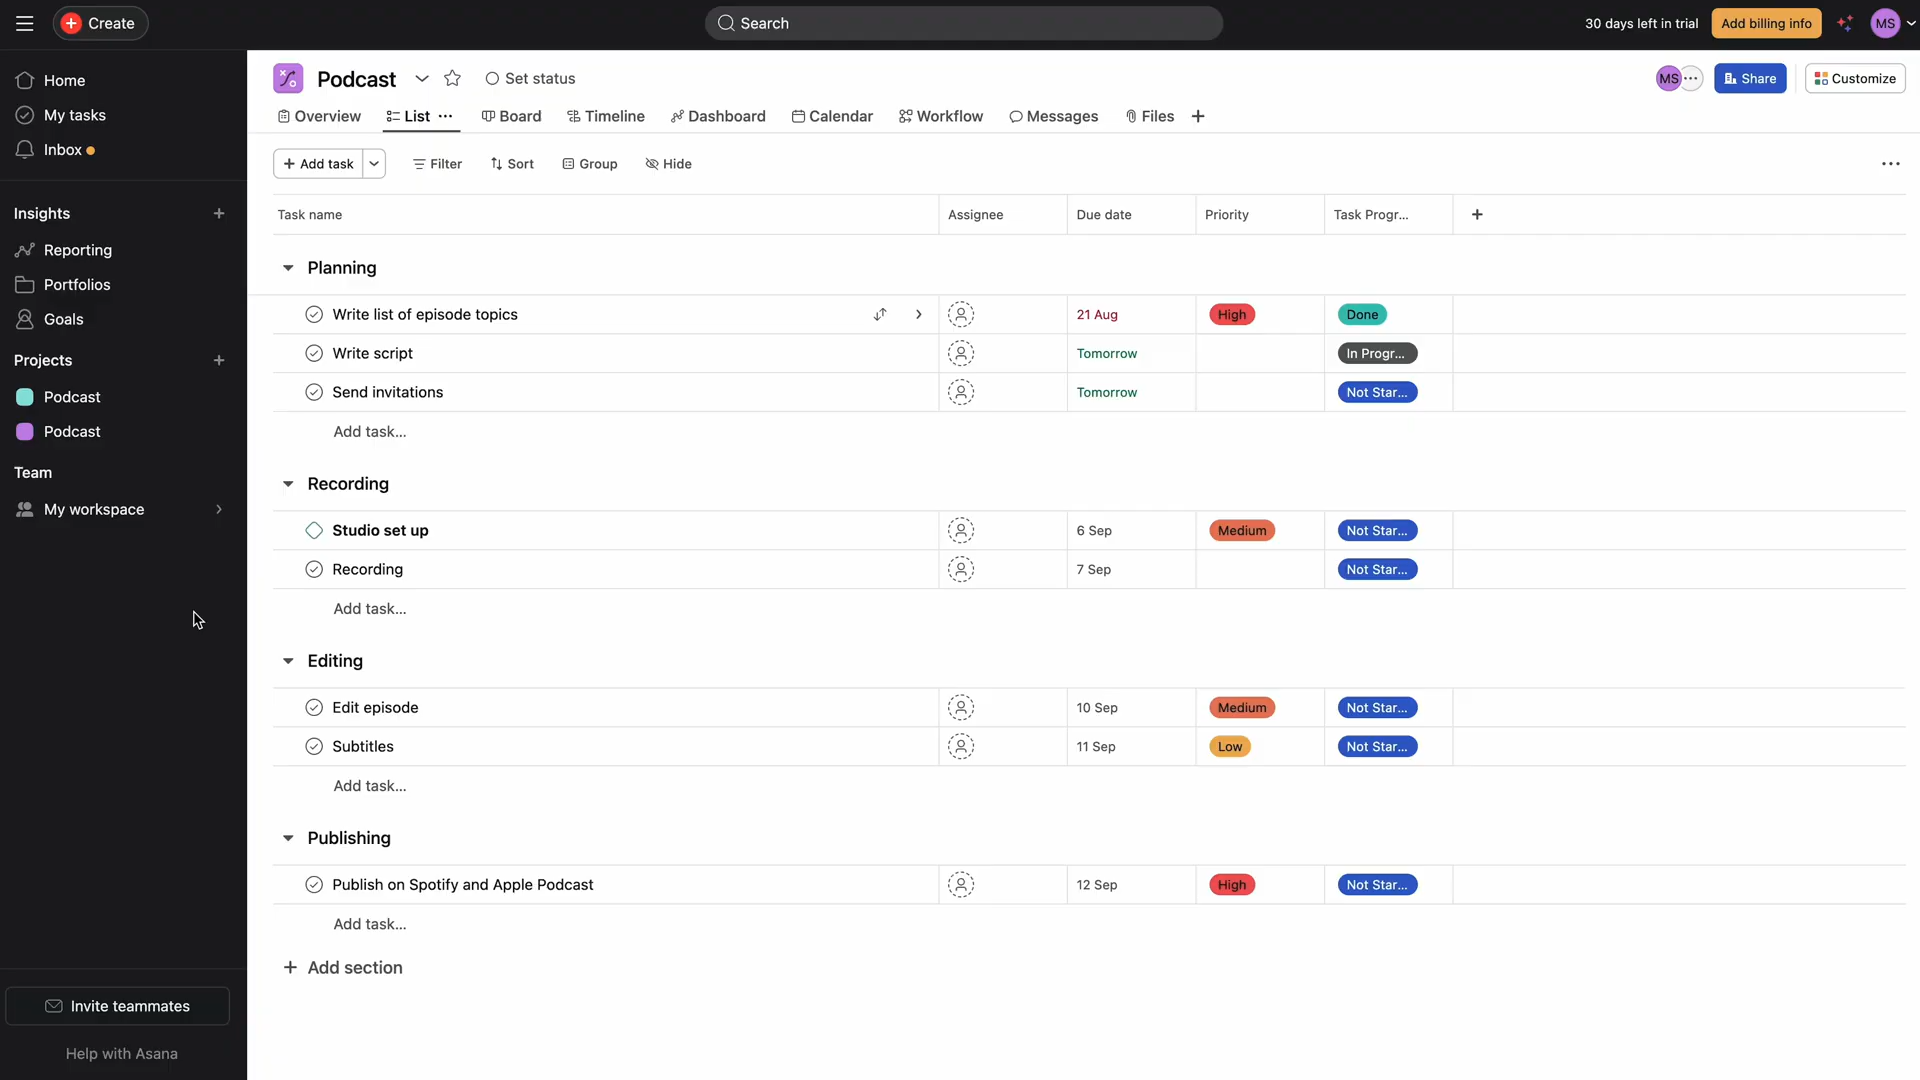 Create
Search
30 days left in trial
Add billing info
MS
Home
My tasks
Inbox
Insights
Reporting
Portfolios
Goals
Projects
Podcast
Podcast
Team
My workspace
Invite teammates
Help with Asana
Podcast
Set status
MS
Share
Customize
Overview
List
Board
Timeline
Dashboard
Calendar
Workflow
Messages
Files
Add task
Filter
Sort
Group
Hide
Task name Assignee Due date Priority Task Progr...
Planning
Write list of episode topics 21 Aug High Done
Write script Tomorrow In Progr...
Send invitations Tomorrow Not Star...
Add task...
Recording
Studio set up 6 Sep Medium Not Star...
Recording 7 Sep Not Star...
Add task...
Editing
Edit episode 10 Sep Medium Not Star...
Subtitles 11 Sep Low Not Star...
Add task...
Publishing
Publish on Spotify and Apple Podcast 12 Sep High Not Star...
Add task...
Add section